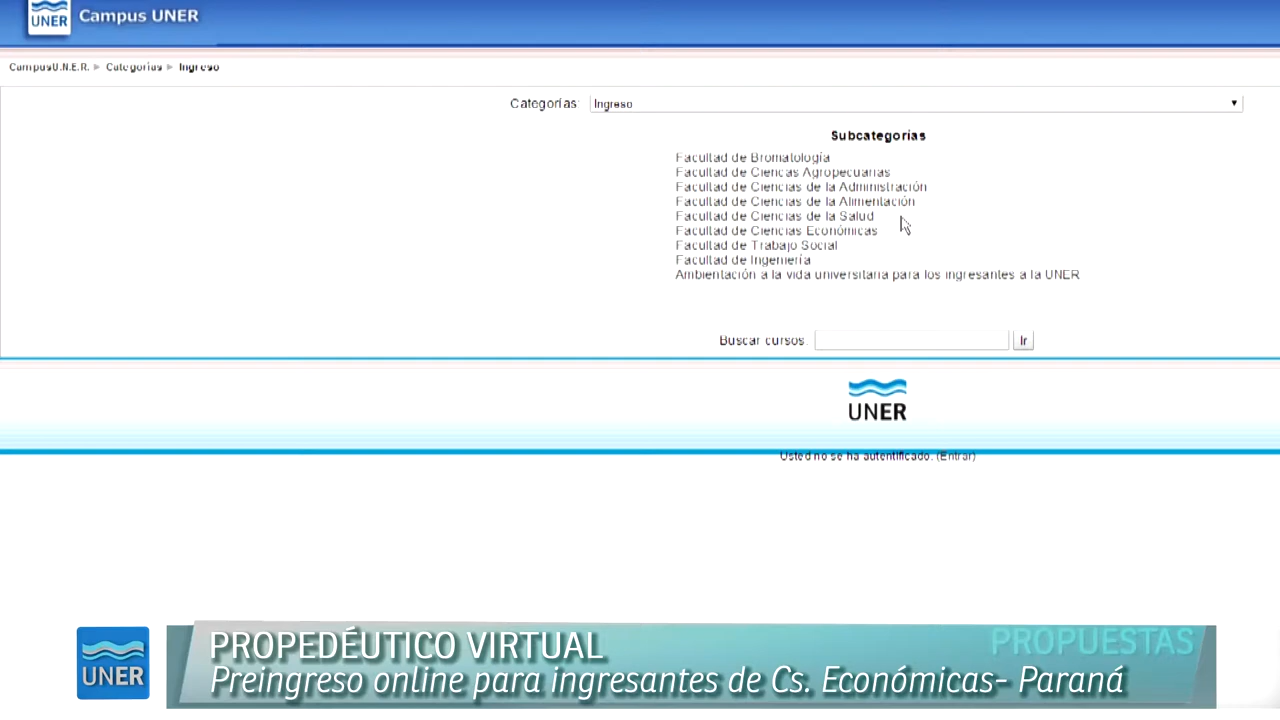 UNER Campus UNER
CampusU.N.E.R. ► Categorías ► Ingreso
Categorías: Ingreso
Subcategorías
Facultad de Bromatología
Facultad de Ciencas Agropecuarias
Facultad de Ciencias de la Administración
Facultad de Ciencias de la Alimentación
Facultad de Ciencias de la Salud
Facultad de Ciencias Económicas
Facultad de Trabajo Social
Facultad de Ingeniería
Ambientación a la vida universitaria para los ingresantes a la UNER
Buscar cursos: Ir
UNER
Usted no se ha autentificado. (Entrar)
PROPUESTAS
UNER
PROPEDÉUTICO VIRTUAL
Preingreso online para ingresantes de Cs. Económicas- Paraná